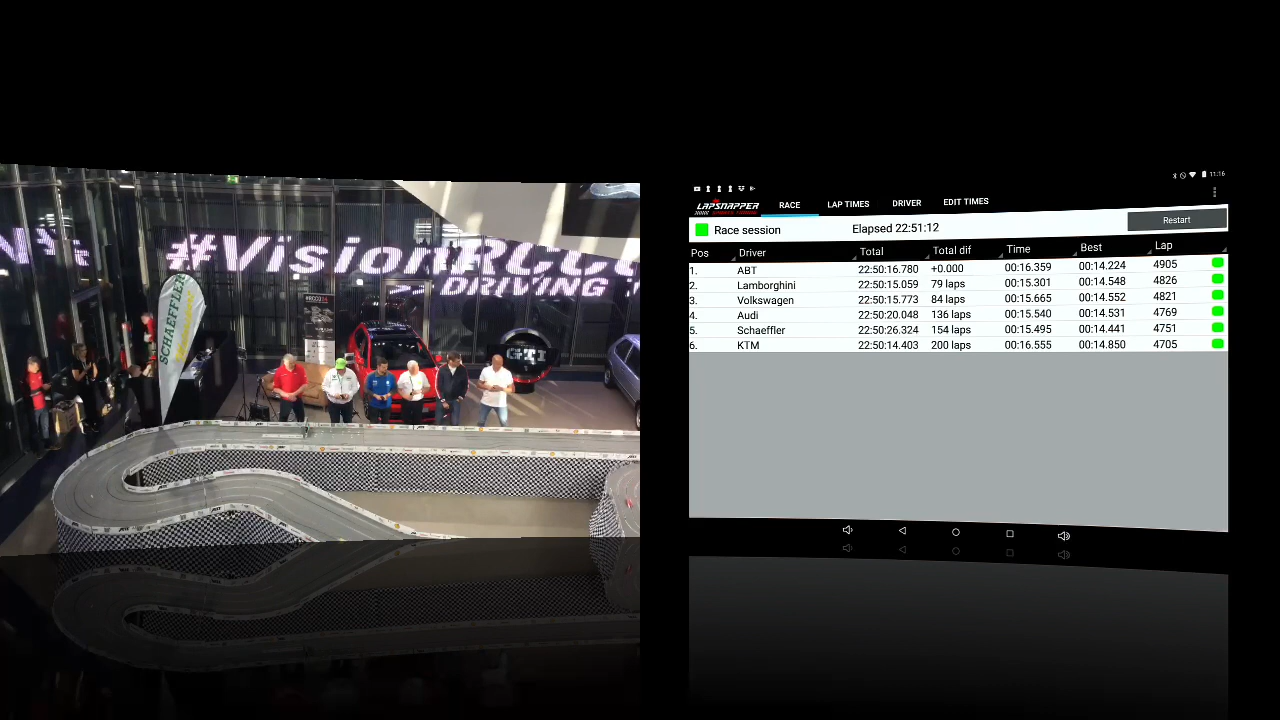 #VisionRCCO
>> DRIVING
SCHAEFFLER
GTI
11:16
LAPSNAPPER
RACE
LAP TIMES
DRIVER
EDIT TIMES
Race session
Elapsed 22:51:12
Restart
Pos Driver Total Total dif Time Best Lap
1. ABT 22:50:16.780 +0.000 00:16.359 00:14.224 4905
2. Lamborghini 22:50:15.059 79 laps 00:15.301 00:14.548 4826
3. Volkswagen 22:50:15.773 84 laps 00:15.665 00:14.552 4821
4. Audi 22:50:20.048 136 laps 00:15.540 00:14.531 4769
5. Schaeffler 22:50:26.324 154 laps 00:15.495 00:14.441 4751
6. KTM 22:50:14.403 200 laps 00:16.555 00:14.850 4705